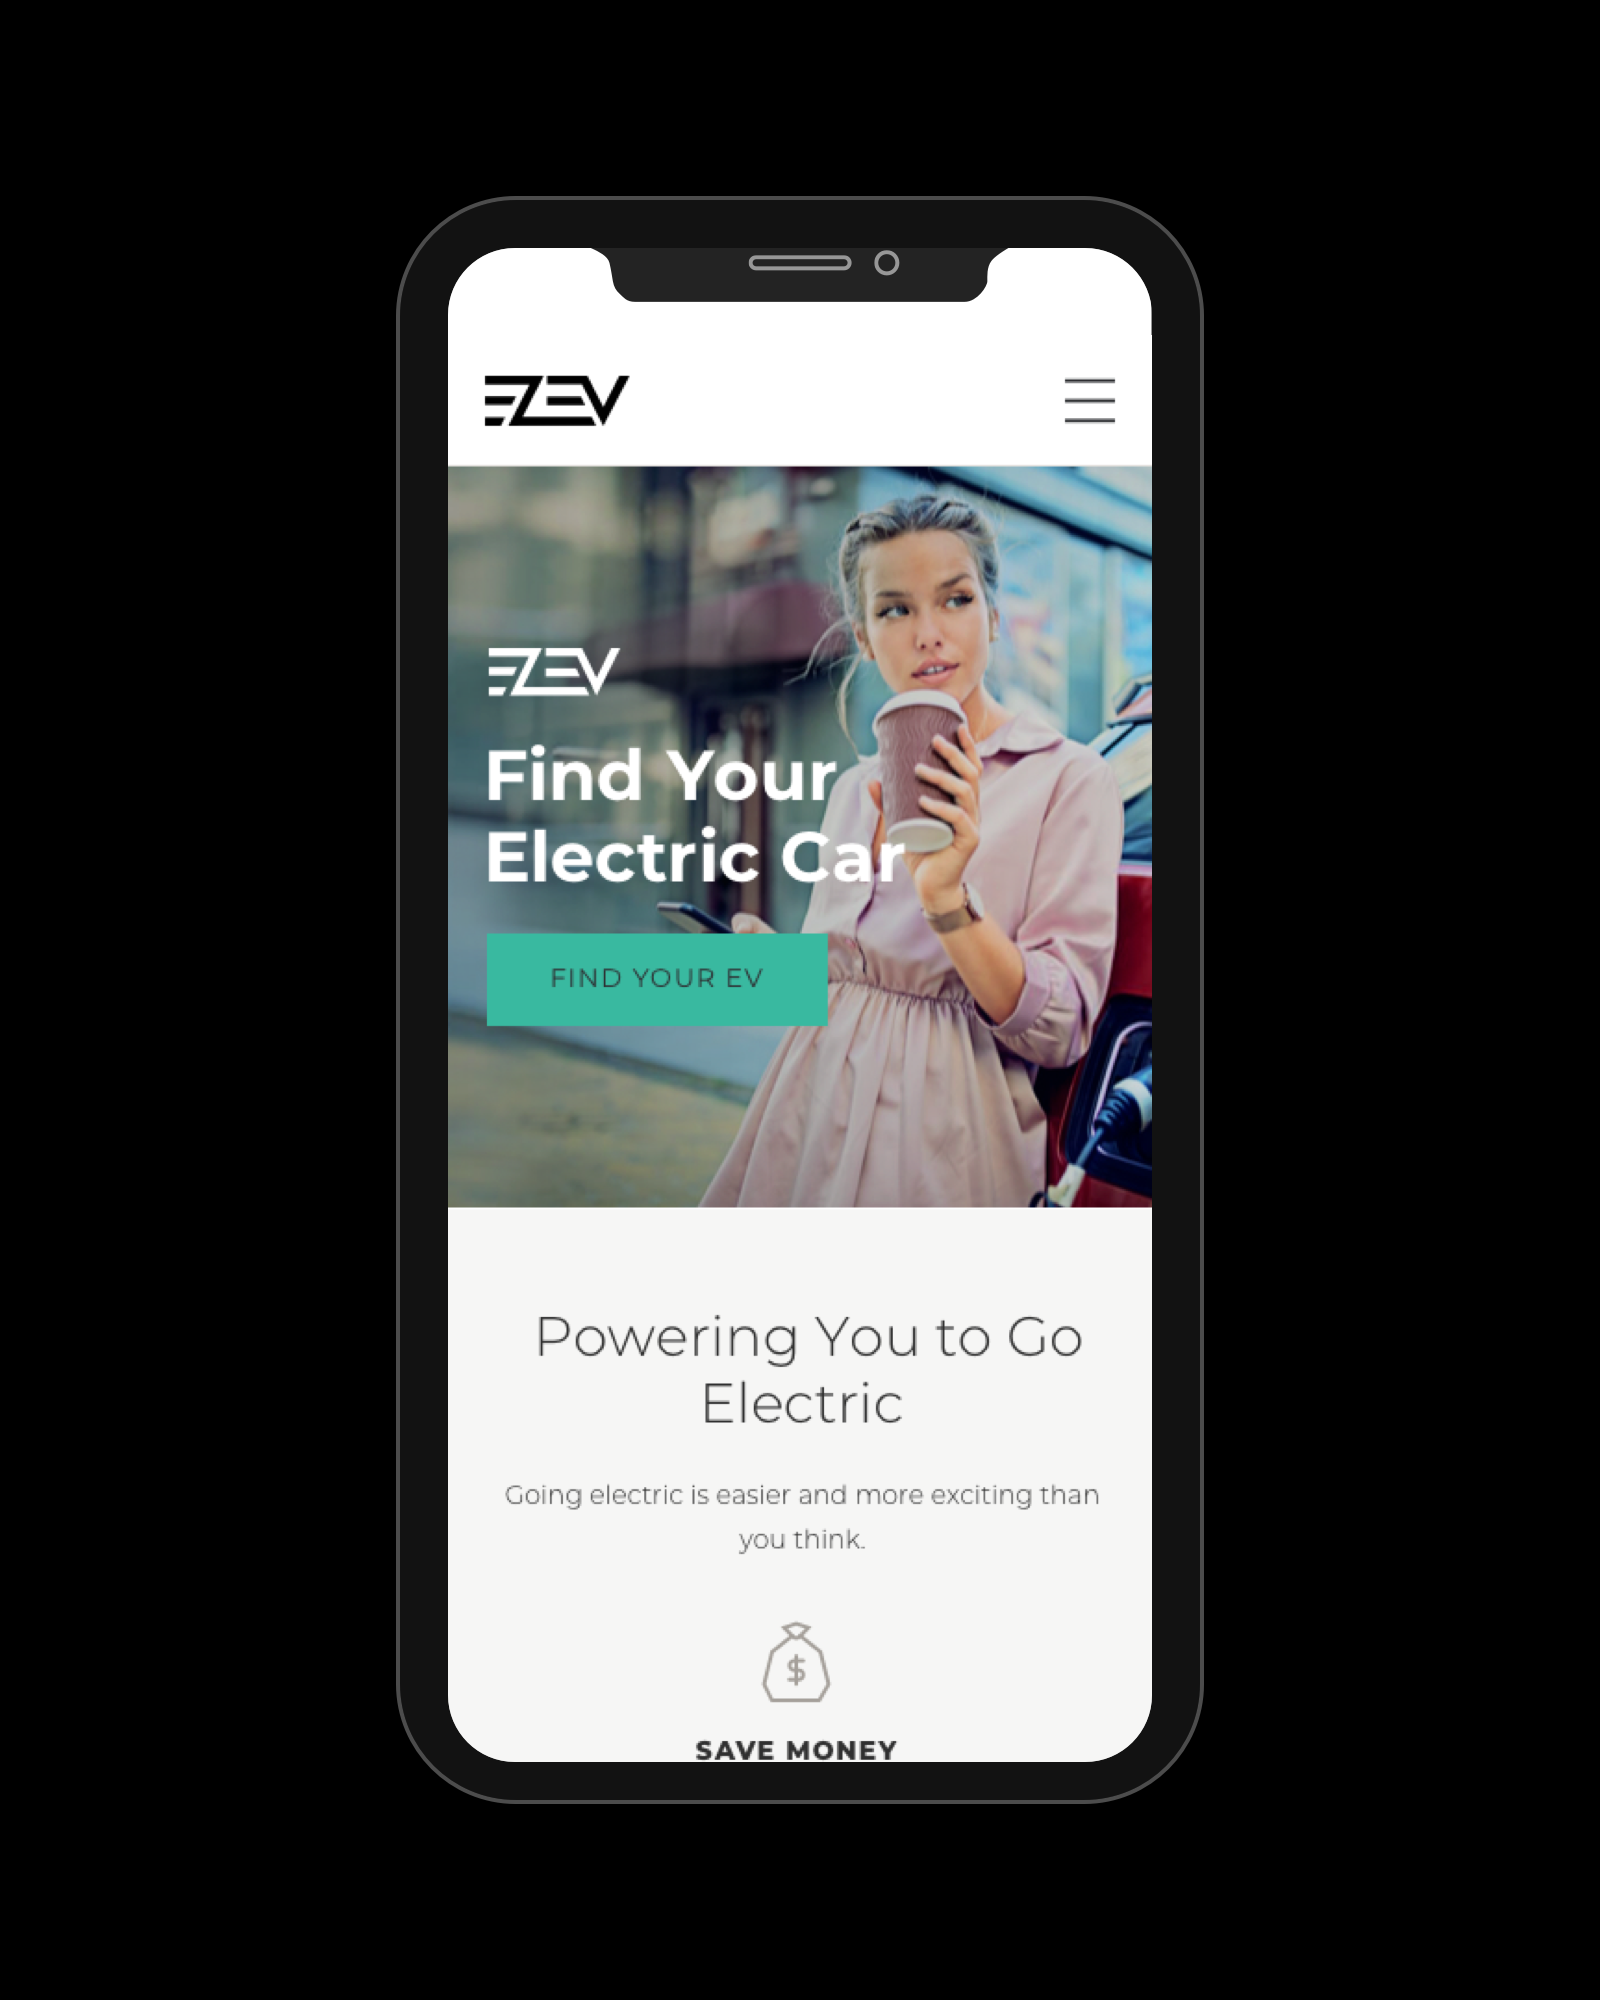 EZEV
EZEV
Find Your
Electric Car
FIND YOUR EV
Powering You to Go
Electric
Going electric is easier and more exciting than
you think.
$
SAVE MONEY